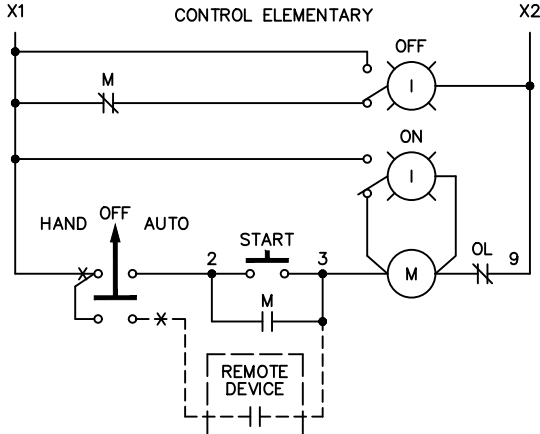 X1 CONTROL ELEMENTARY X2
OFF
M
I
ON
I
HAND OFF AUTO
START
2 3 OL 9
M
M
REMOTE
DEVICE